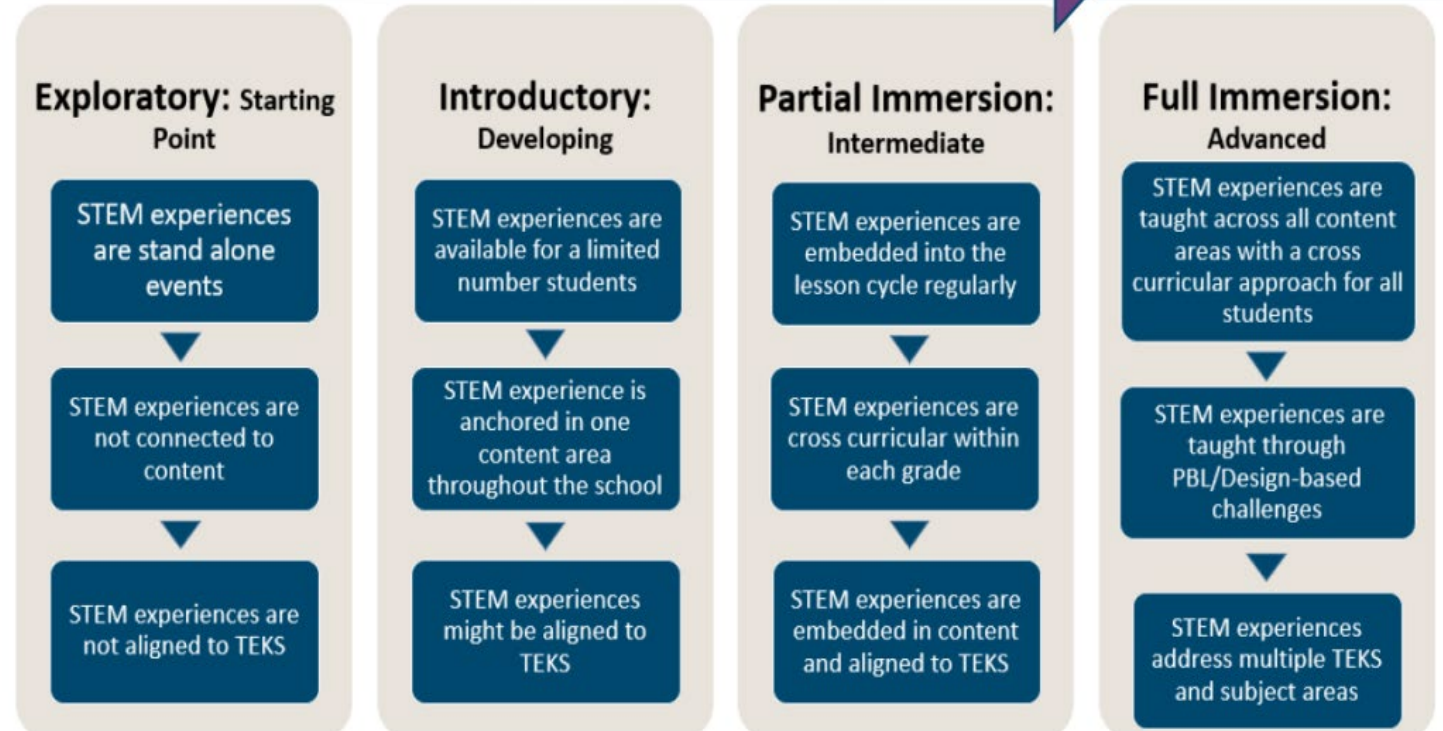 Exploratory: Starting
Point
STEM experiences
are stand alone
events
STEM experiences are
not connected to
content
STEM experiences are
not aligned to TEKS
Introductory:
Developing
STEM experiences are
available for a limited
number students
STEM experience is
anchored in one
content area
throughout the school
STEM experiences
might be aligned to
TEKS
Partial Immersion:
Intermediate
STEM experiences are
embedded into the
lesson cycle regularly
STEM experiences are
cross curricular within
each grade
STEM experiences are
embedded in content
and aligned to TEKS
Full Immersion:
Advanced
STEM experiences are
taught across all content
areas with a cross
curricular approach for all
students
STEM experiences are
taught through
PBL/Design-based
challenges
STEM experiences
address multiple TEKS
and subject areas